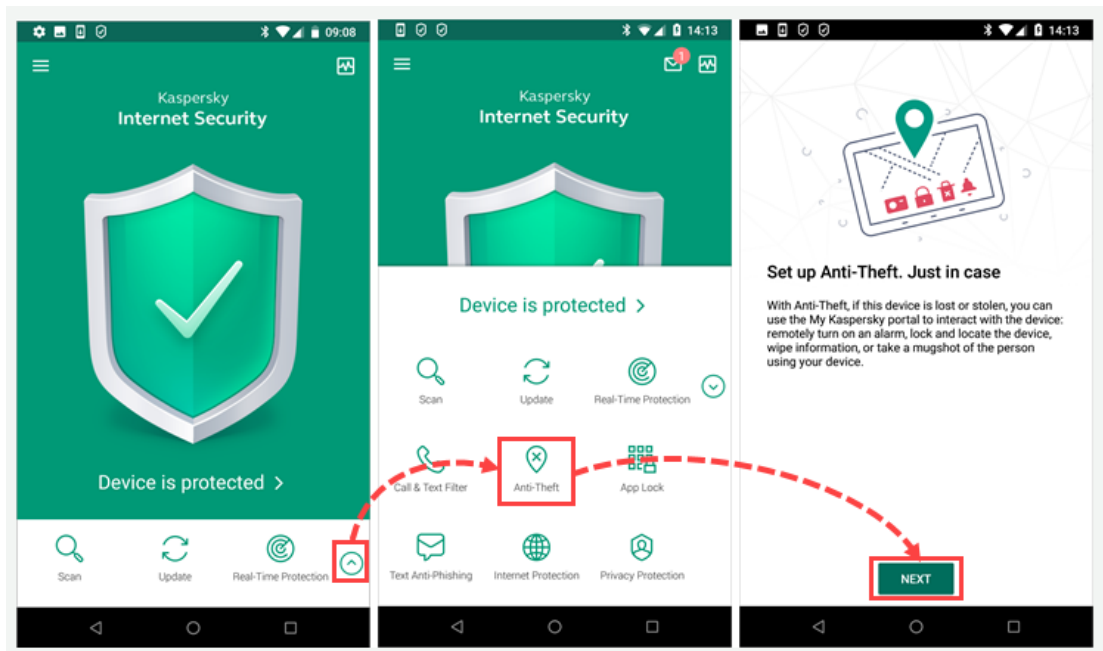 09:08
Kaspersky
Internet Security
Device is protected >
Scan
Update
Real-Time Protection
14:13
1
Kaspersky
Internet Security
Device is protected >
Scan
Update
Real-Time Protection
Call & Text Filter
Anti-Theft
App Lock
Text Anti-Phishing
Internet Protection
Privacy Protection
14:13
Set up Anti-Theft. Just in case
With Anti-Theft, if this device is lost or stolen, you can
use the My Kaspersky portal to interact with the device:
remotely turn on an alarm, lock and locate the device,
wipe information, or take a mugshot of the person
using your device.
NEXT